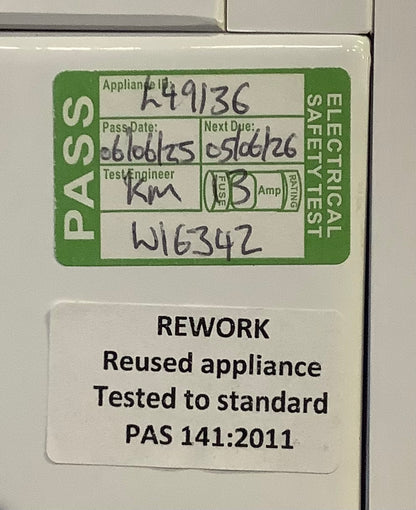 PASS
Appliance ID:
L49136
Pass Date:
Next Due:
06/06/25
05/06/26
Test Engineer
KM
FUSE
13
Amp
RATING
W16342
ELECTRICAL
SAFETY TEST
REWORK
Reused appliance
Tested to standard
PAS 141:2011